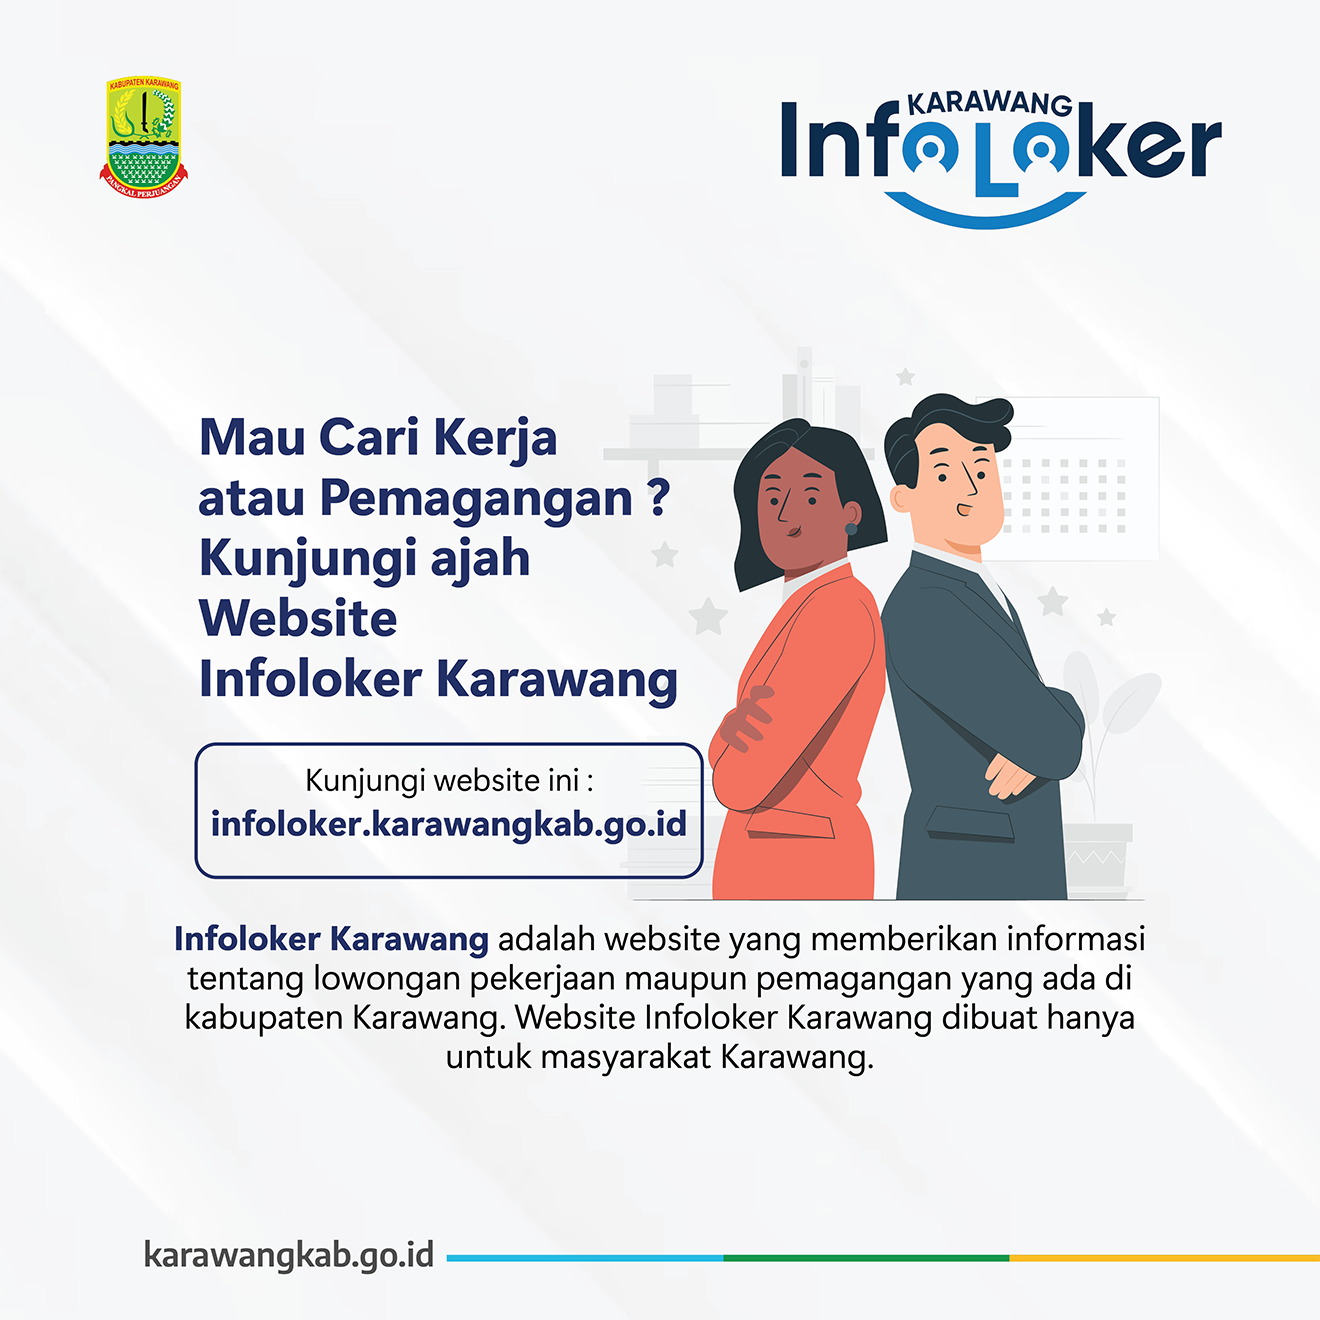 KABUPATEN KARAWANG
PANGKAL PERJUANGAN
KARAWANG
InfoLoker
Mau Cari Kerja
atau Pemagangan ?
Kunjungi ajah
Website
Infoloker Karawang
Kunjungi website ini :
infoloker.karawangkab.go.id
Infoloker Karawang adalah website yang memberikan informasi
tentang lowongan pekerjaan maupun pemagangan yang ada di
kabupaten Karawang. Website Infoloker Karawang dibuat hanya
untuk masyarakat Karawang.
karawangkab.go.id